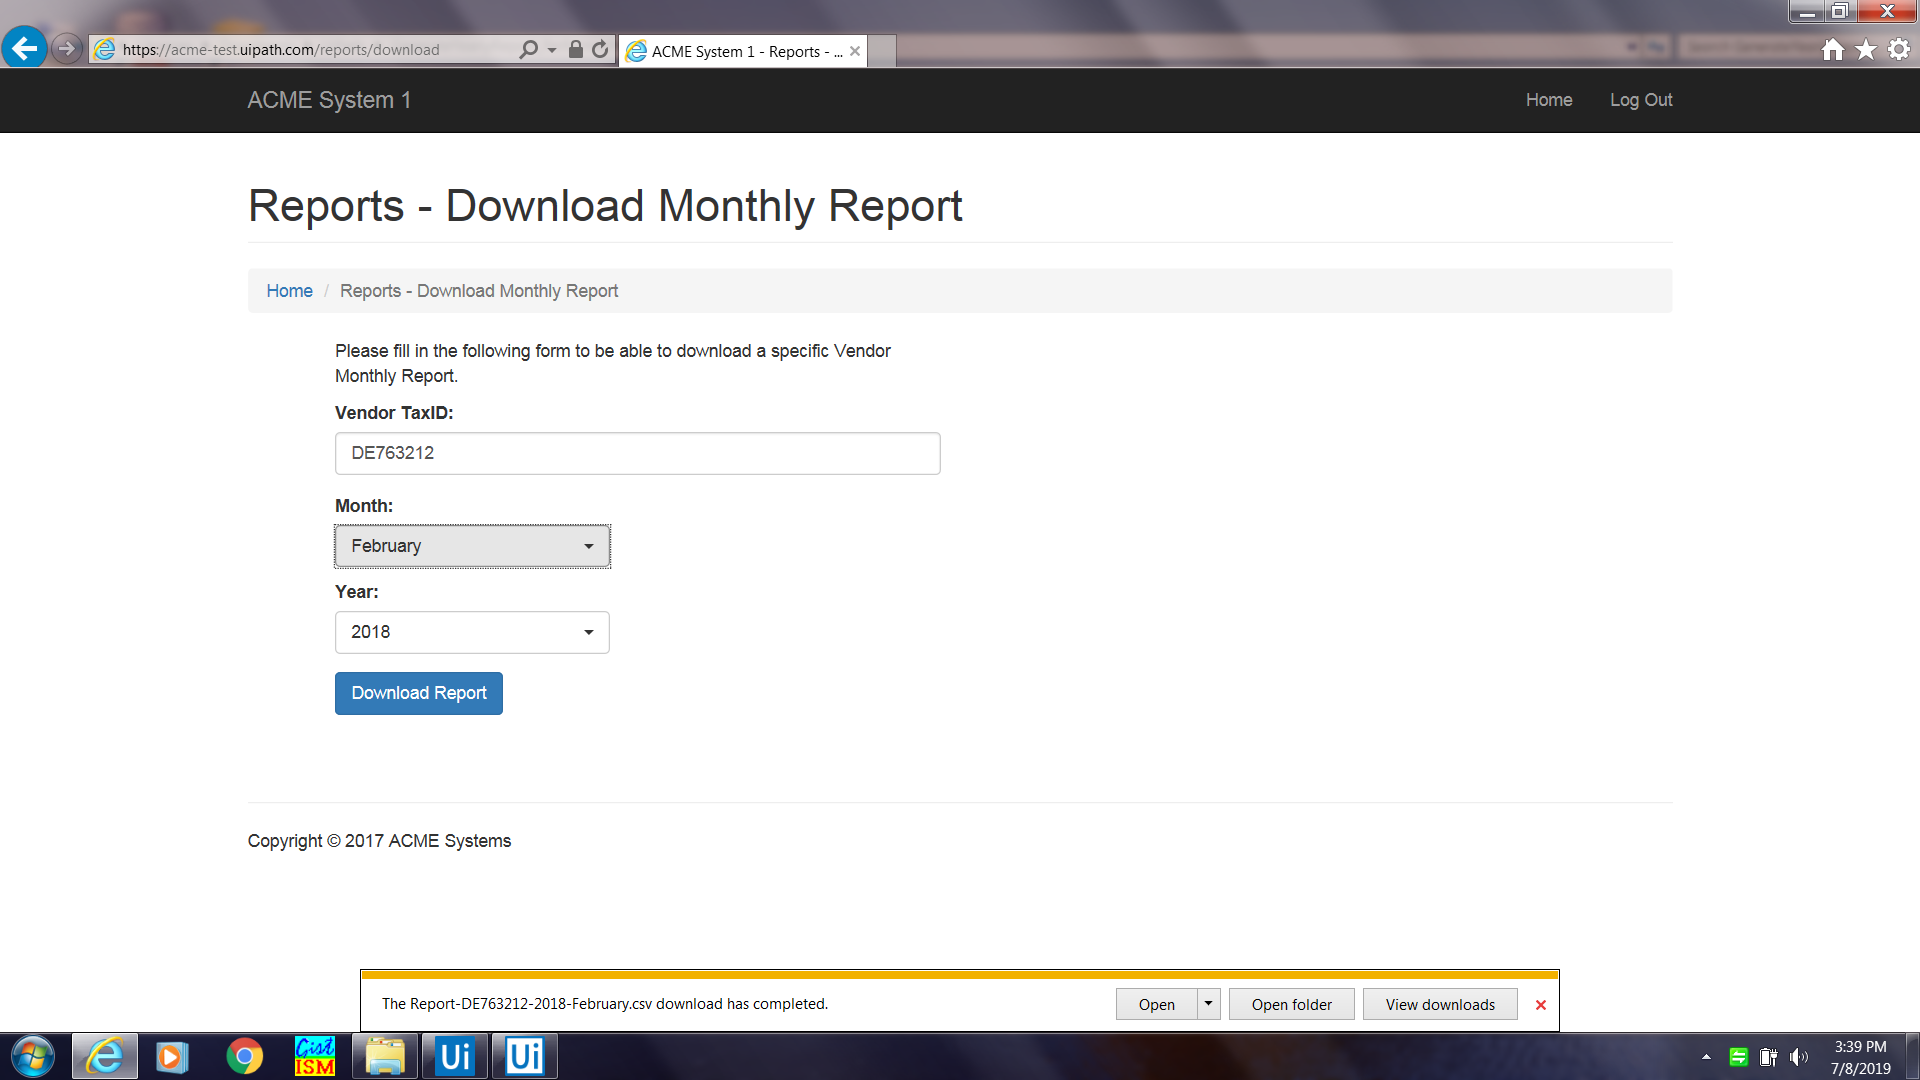 https://acme-test.uipath.com/reports/download
ACME System 1 - Reports - ...
ACME System 1
Home
Log Out
Reports - Download Monthly Report
Home / Reports - Download Monthly Report
Please fill in the following form to be able to download a specific Vendor
Monthly Report.
Vendor TaxID:
DE763212
Month:
February
Year:
2018
Download Report
Copyright © 2017 ACME Systems
The Report-DE763212-2018-February.csv download has completed.
Open
Open folder
View downloads
Gist
ISM
Ui
Ui
3:39 PM
7/8/2019